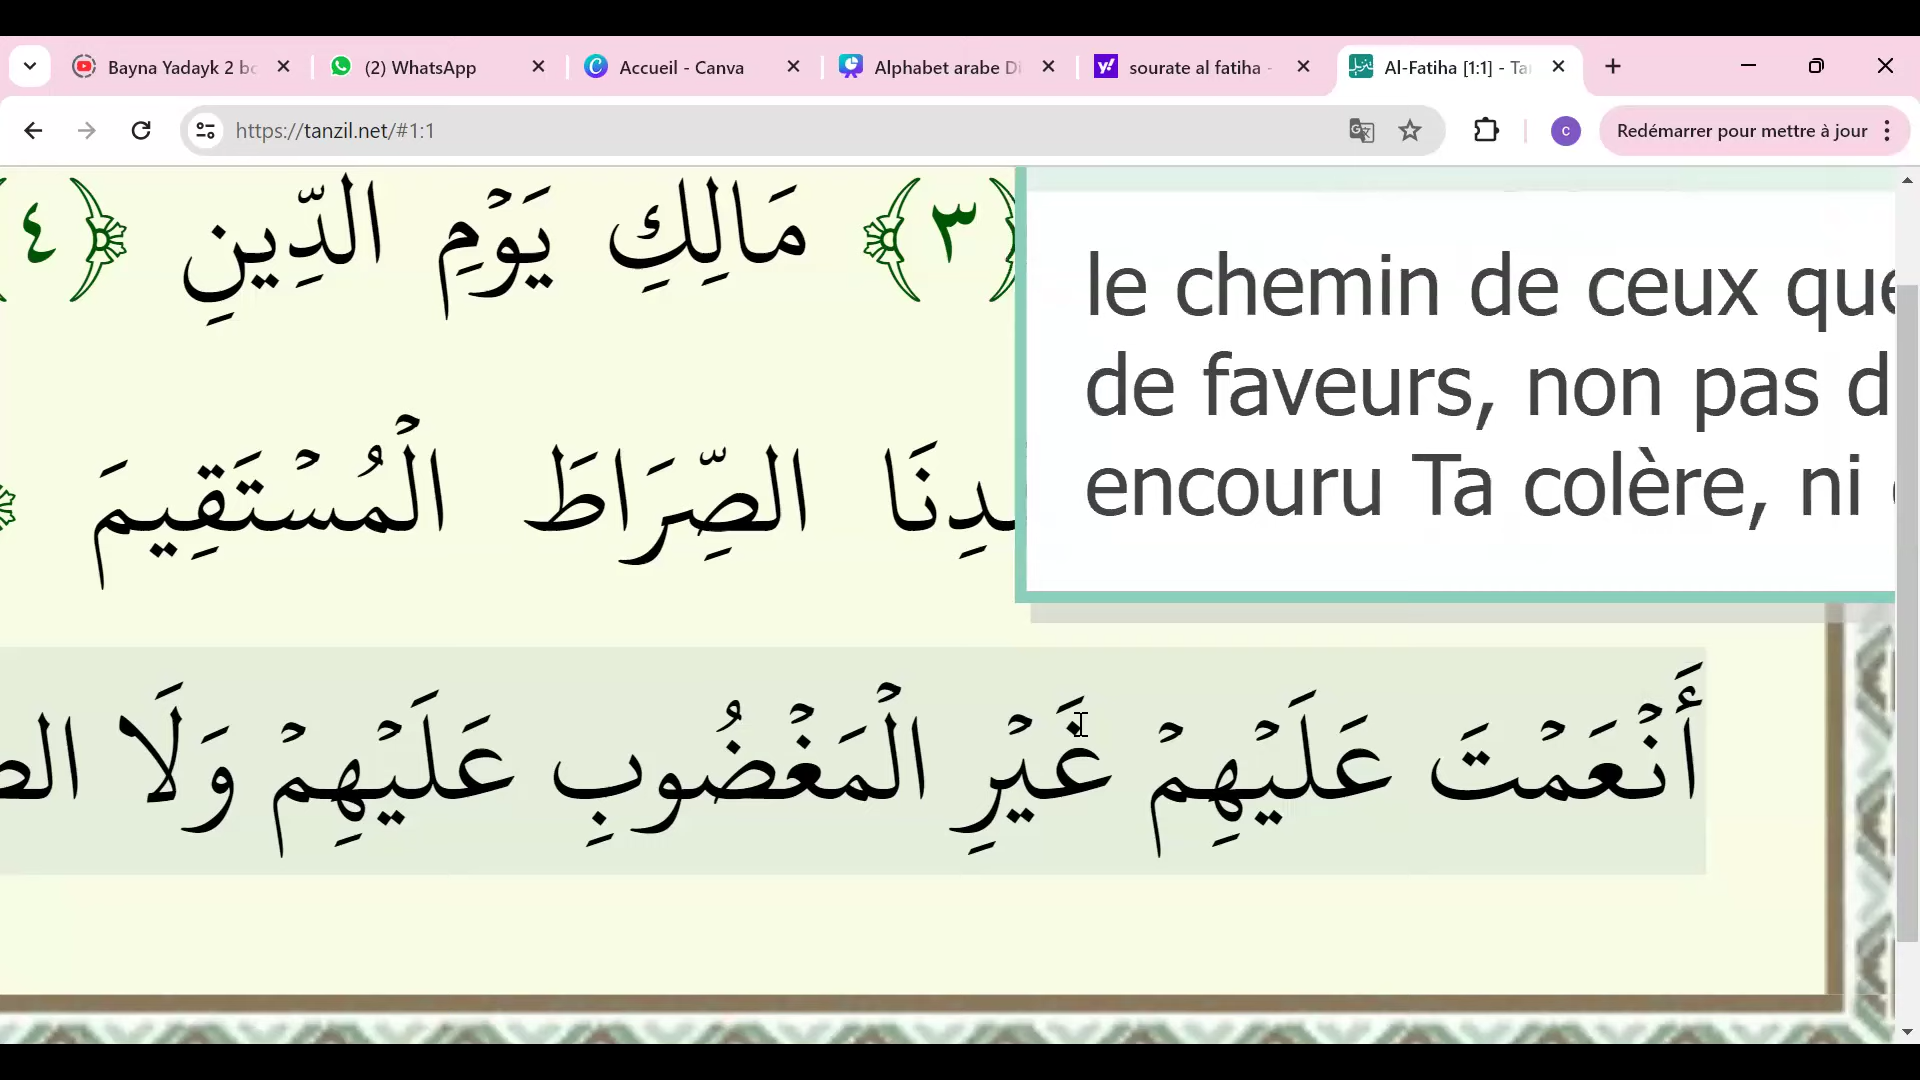 Bayna Yadayk 2 bo
(2) WhatsApp
Accueil - Canva
Alphabet arabe Di
sourate al fatiha -
Al-Fatiha [1:1] - Ta
https://tanzil.net/#1:1
C
Redémarrer pour mettre à jour
﴿٣﴾ مَالِكِ يَوْمِ الدِّينِ ﴿٤
الصِّرَاطَ الْمُسْتَقِيمَ
le chemin de ceux que
de faveurs, non pas d
encouru Ta colère, ni
أَنْعَمْتَ عَلَيْهِمْ غَيْرِ الْمَغْضُوبِ عَلَيْهِمْ وَلَا